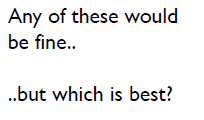 Any of these would
be fine..
..but which is best?